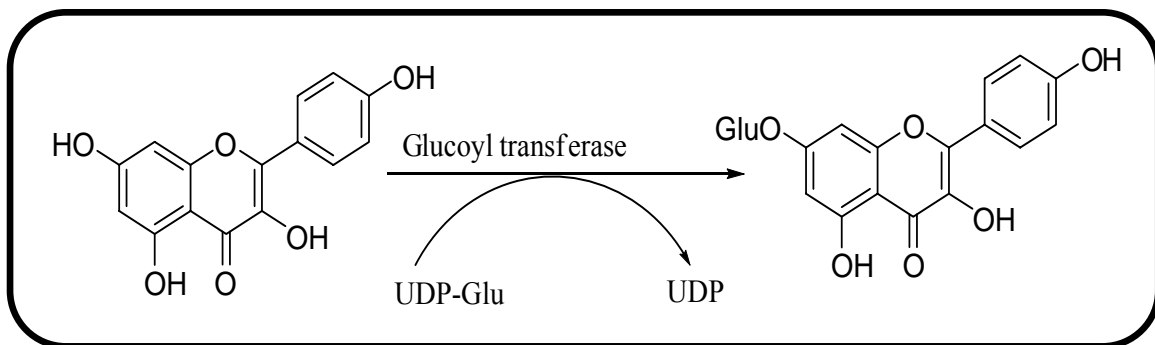 OH
HO
O
OH
OH
O
Glucoyl transferase
UDP-Glu
UDP
OH
GluO
O
OH
OH
O